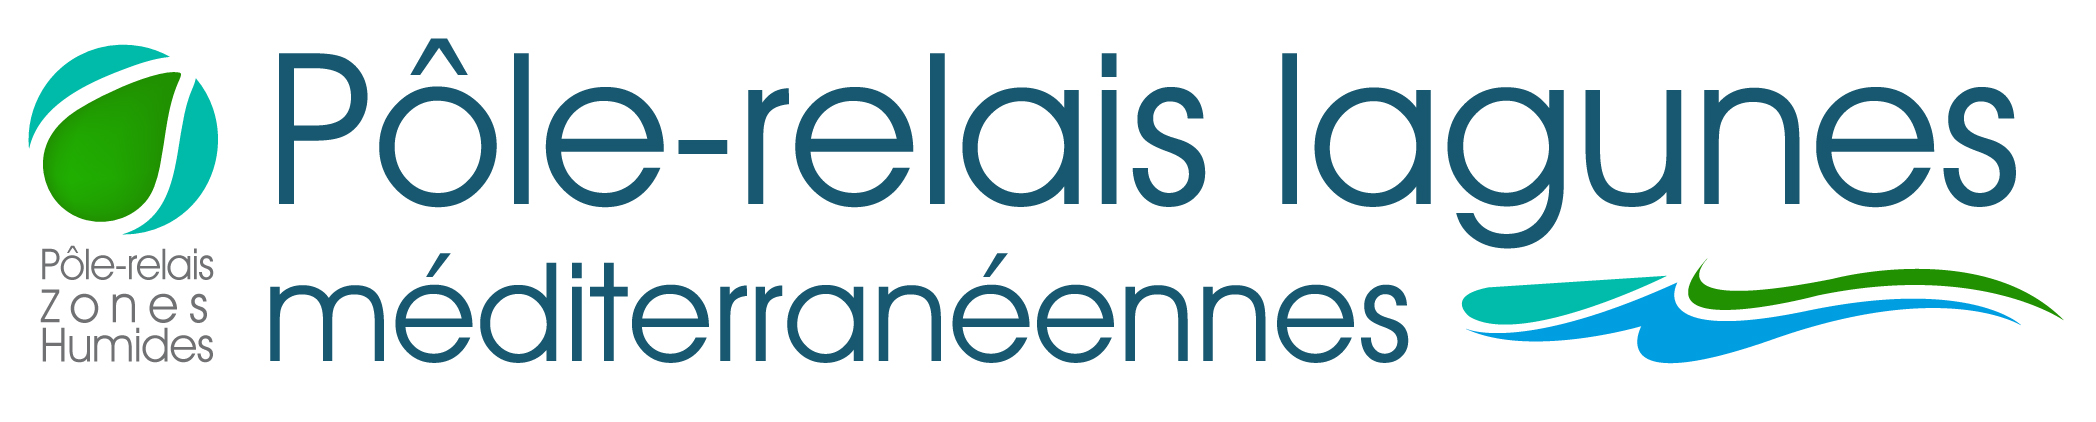 Pôle-relais lagunes
méditerranéennes
Pôle-relais
Zones
Humides